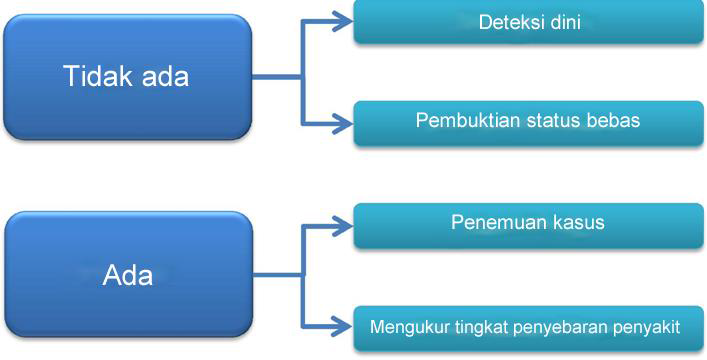 Tidak ada
Deteksi dini
Pembuktian status bebas
Ada
Penemuan kasus
Mengukur tingkat penyebaran penyakit